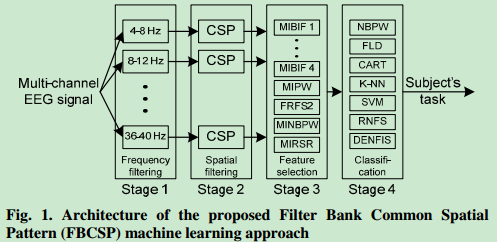 4-8 Hz
8-12 Hz
36-40 Hz
CSP
CSP
CSP
MIBIF 1
MIBIF 4
MIPW
FRFS2
MINBPW
MIRSR
NBPW
FLD
CART
K-NN
SVM
RNFS
DENFIS
Multi-channel
EEG signal
Subject's
task
Frequency
filtering
Spatial
filtering
Feature
selection
Classifi-
cation
Stage 1
Stage 2
Stage 3
Stage 4
Fig. 1. Architecture of the proposed Filter Bank Common Spatial
Pattern (FBCSP) machine learning approach